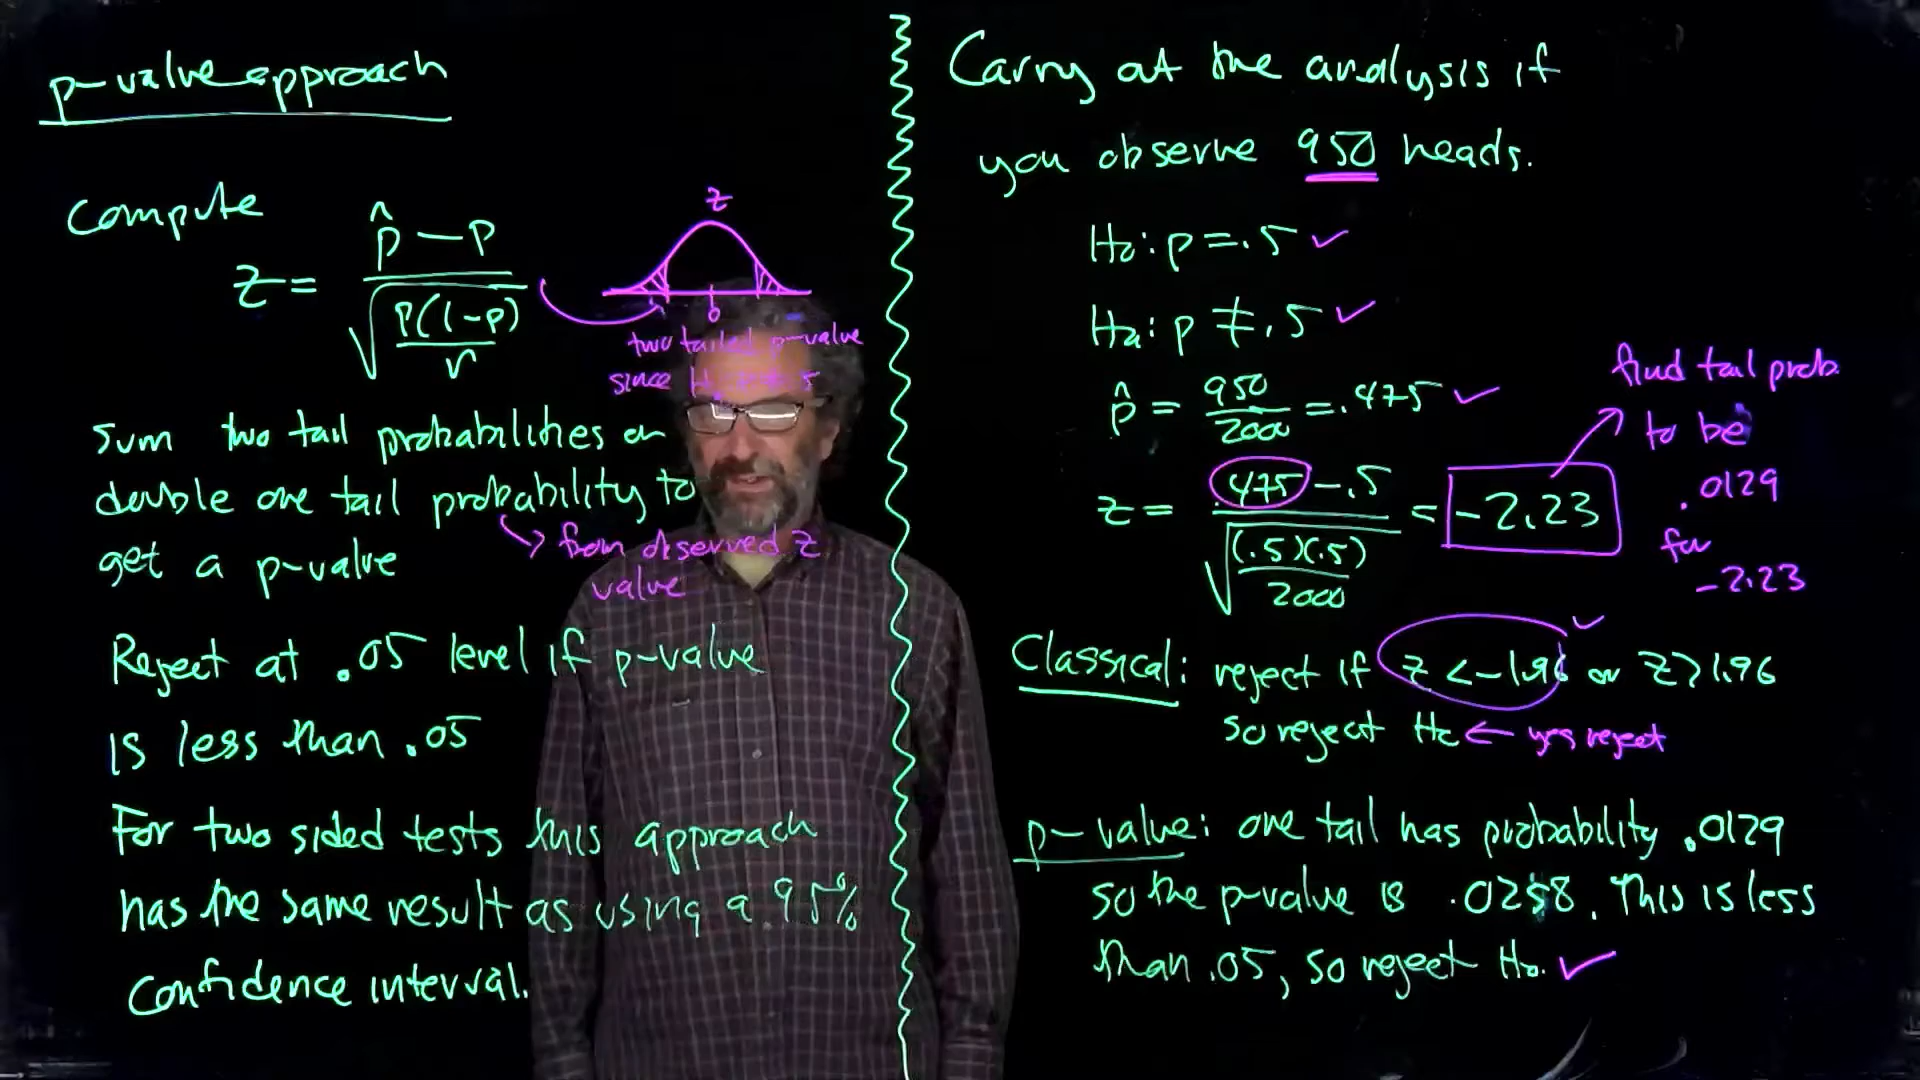 p-value approach
Compute
z = p̂ - p / √(p(1-p)/n)
z
0
two tailed p-value
since
sum two tail probabilities or
double one tail probability to
get a p-value
from observed z
value
Reject at .05 level if p-value
is less than .05
For two sided tests this approach
has the same result as using a 95%
confidence interval.
Carry at the analysis if
you observe 950 heads.
H₀: p = .5 ✓
Ha: p ≠ .5 ✓
p̂ = 950/2000 = .475 ✓
z = .475 - .5 / √((.5)(.5)/2000) = -2.23
find tail prob.
to be
.0129
for
-2.23
Classical: reject if z < -1.96 or z > 1.96 ✓
so reject H₀ ← yes reject
p-value: one tail has probability .0129
so the p-value is .0258. This is less
than .05, so reject H₀. ✓